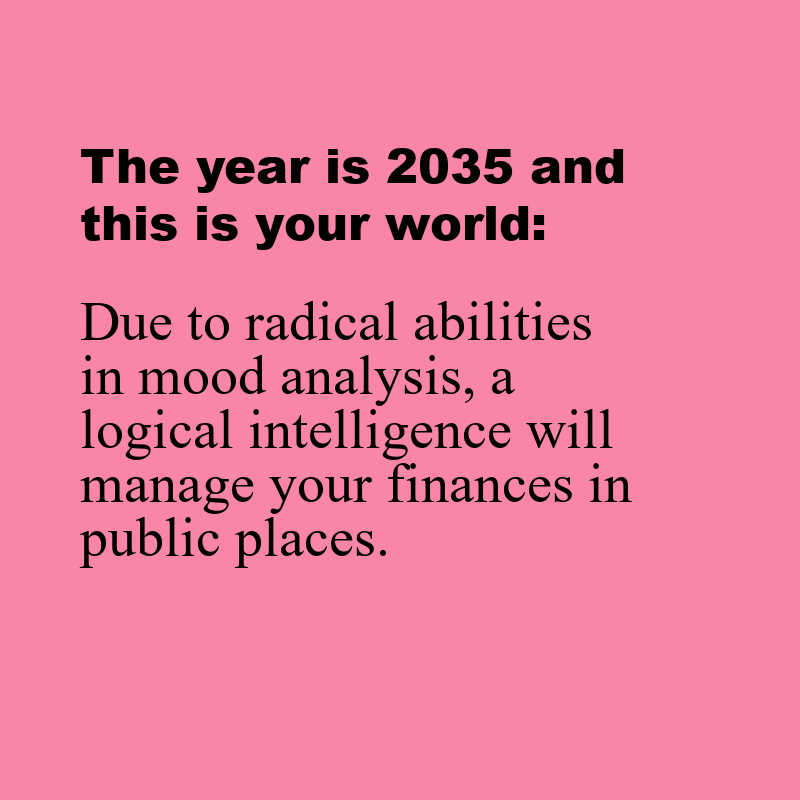 The year is 2035 and
this is your world:
Due to radical abilities
in mood analysis, a
logical intelligence will
manage your finances in
public places.